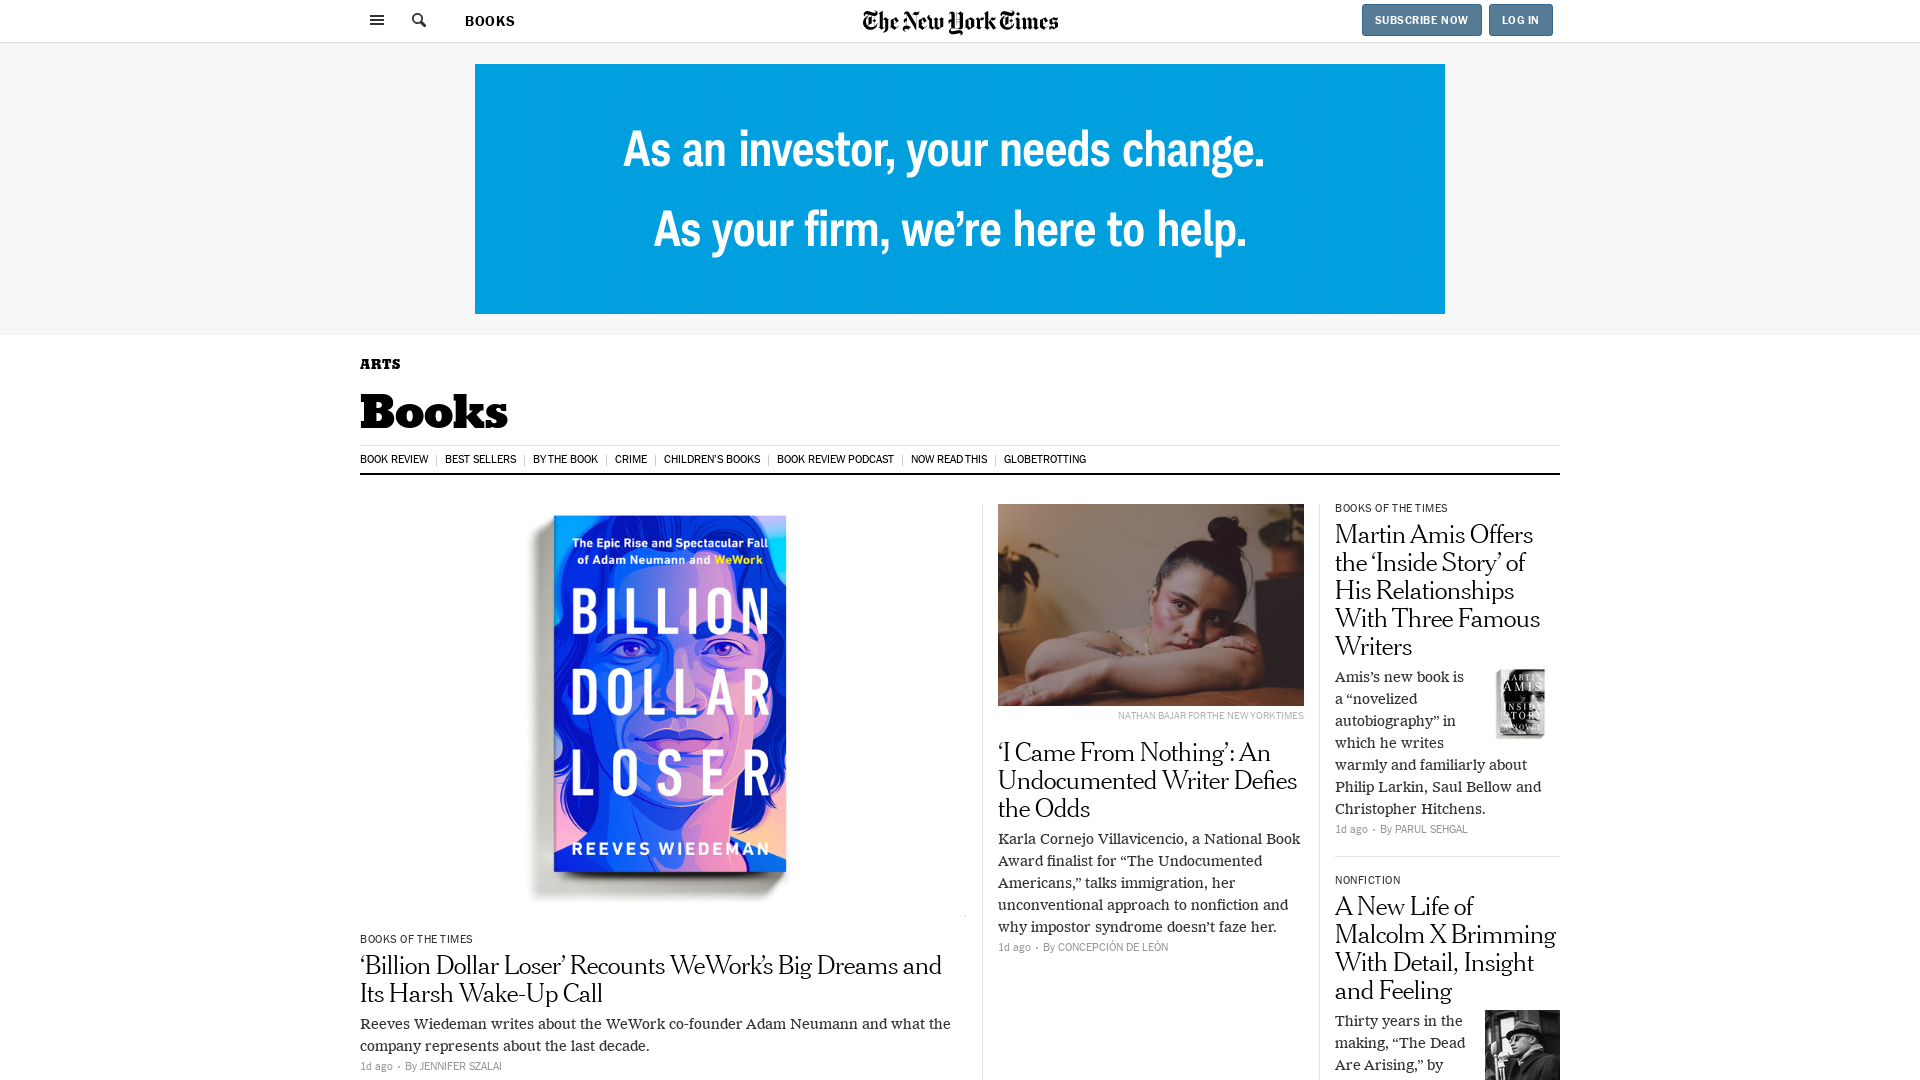 BOOKS
The New York Times
SUBSCRIBE NOW
LOG IN
As an investor, your needs change.
As your firm, we're here to help.
ARTS
Books
BOOK REVIEW
BEST SELLERS
BY THE BOOK
CRIME
CHILDREN'S BOOKS
BOOK REVIEW PODCAST
NOW READ THIS
GLOBETROTTING
The Epic Rise and Spectacular Fall
of Adam Neumann and WeWork
BILLION
DOLLAR
LOSER
REEVES WIEDEMAN
BOOKS OF THE TIMES
‘Billion Dollar Loser’ Recounts WeWork’s Big Dreams and
Its Harsh Wake-Up Call
Reeves Wiedeman writes about the WeWork co-founder Adam Neumann and what the
company represents about the last decade.
1d ago • By JENNIFER SZALAI
NATHAN BAJAR FOR THE NEW YORK TIMES
‘I Came From Nothing’: An
Undocumented Writer Defies
the Odds
Karla Cornejo Villavicencio, a National Book
Award finalist for “The Undocumented
Americans,” talks immigration, her
unconventional approach to nonfiction and
why impostor syndrome doesn’t faze her.
1d ago • By CONCEPCIÓN DE LEÓN
BOOKS OF THE TIMES
Martin Amis Offers
the ‘Inside Story’ of
His Relationships
With Three Famous
Writers
Amis’s new book is
a “novelized
autobiography” in
which he writes
warmly and familiarly about
Philip Larkin, Saul Bellow and
Christopher Hitchens.
MARTIN
AMIS
INSIDE
STORY
1d ago • By PARUL SEHGAL
NONFICTION
A New Life of
Malcolm X Brimming
With Detail, Insight
and Feeling
Thirty years in the
making, “The Dead
Are Arising,” by